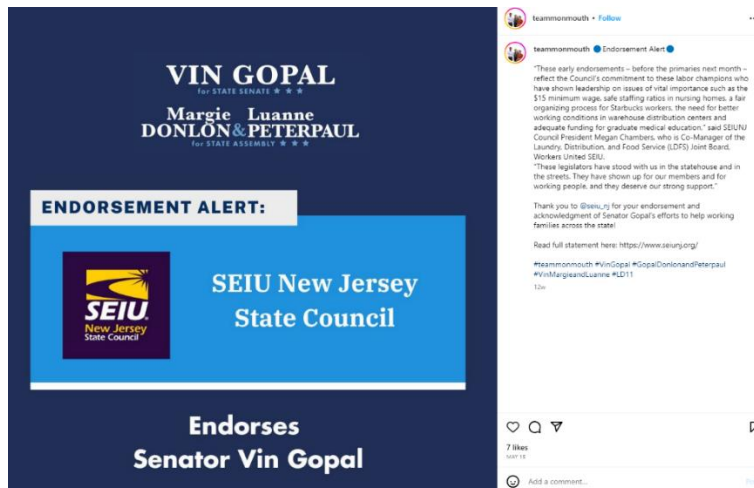 VIN GOPAL
for STATE SENATE ★ ★ ★
Margie Luanne
DONLON & PETERPAUL
for STATE ASSEMBLY ★ ★ ★
ENDORSEMENT ALERT:
SEIU
New Jersey
State Council
SEIU New Jersey
State Council
Endorses
Senator Vin Gopal
teammonmouth • Follow
teammonmouth 🔵Endorsement Alert🔵
"These early endorsements – before the primaries next month –
reflect the Council's commitment to these labor champions who
have shown leadership on issues of vital importance such as the
$15 minimum wage, safe staffing ratios in nursing homes, a fair
organizing process for Starbucks workers, the need for better
working conditions in warehouse distribution centers and
adequate funding for graduate medical education," said SEIUNJ
Council President Megan Chambers, who is Co-Manager of the
Laundry, Distribution, and Food Service (LDFS) Joint Board,
Workers United SEIU.
"These legislators have stood with us in the statehouse and in
the streets. They have shown up for our members and for
working people, and they deserve our strong support."
Thank you to @seiu_nj for your endorsement and
acknowledgment of Senator Gopal's efforts to help working
families across the state!
Read full statement here: https://www.seiunj.org/
#teammonmouth #VinGopal #GopalDonlonandPeterpaul
#VinMargieandLuanne #LD11
12w
7 likes
Add a comment...